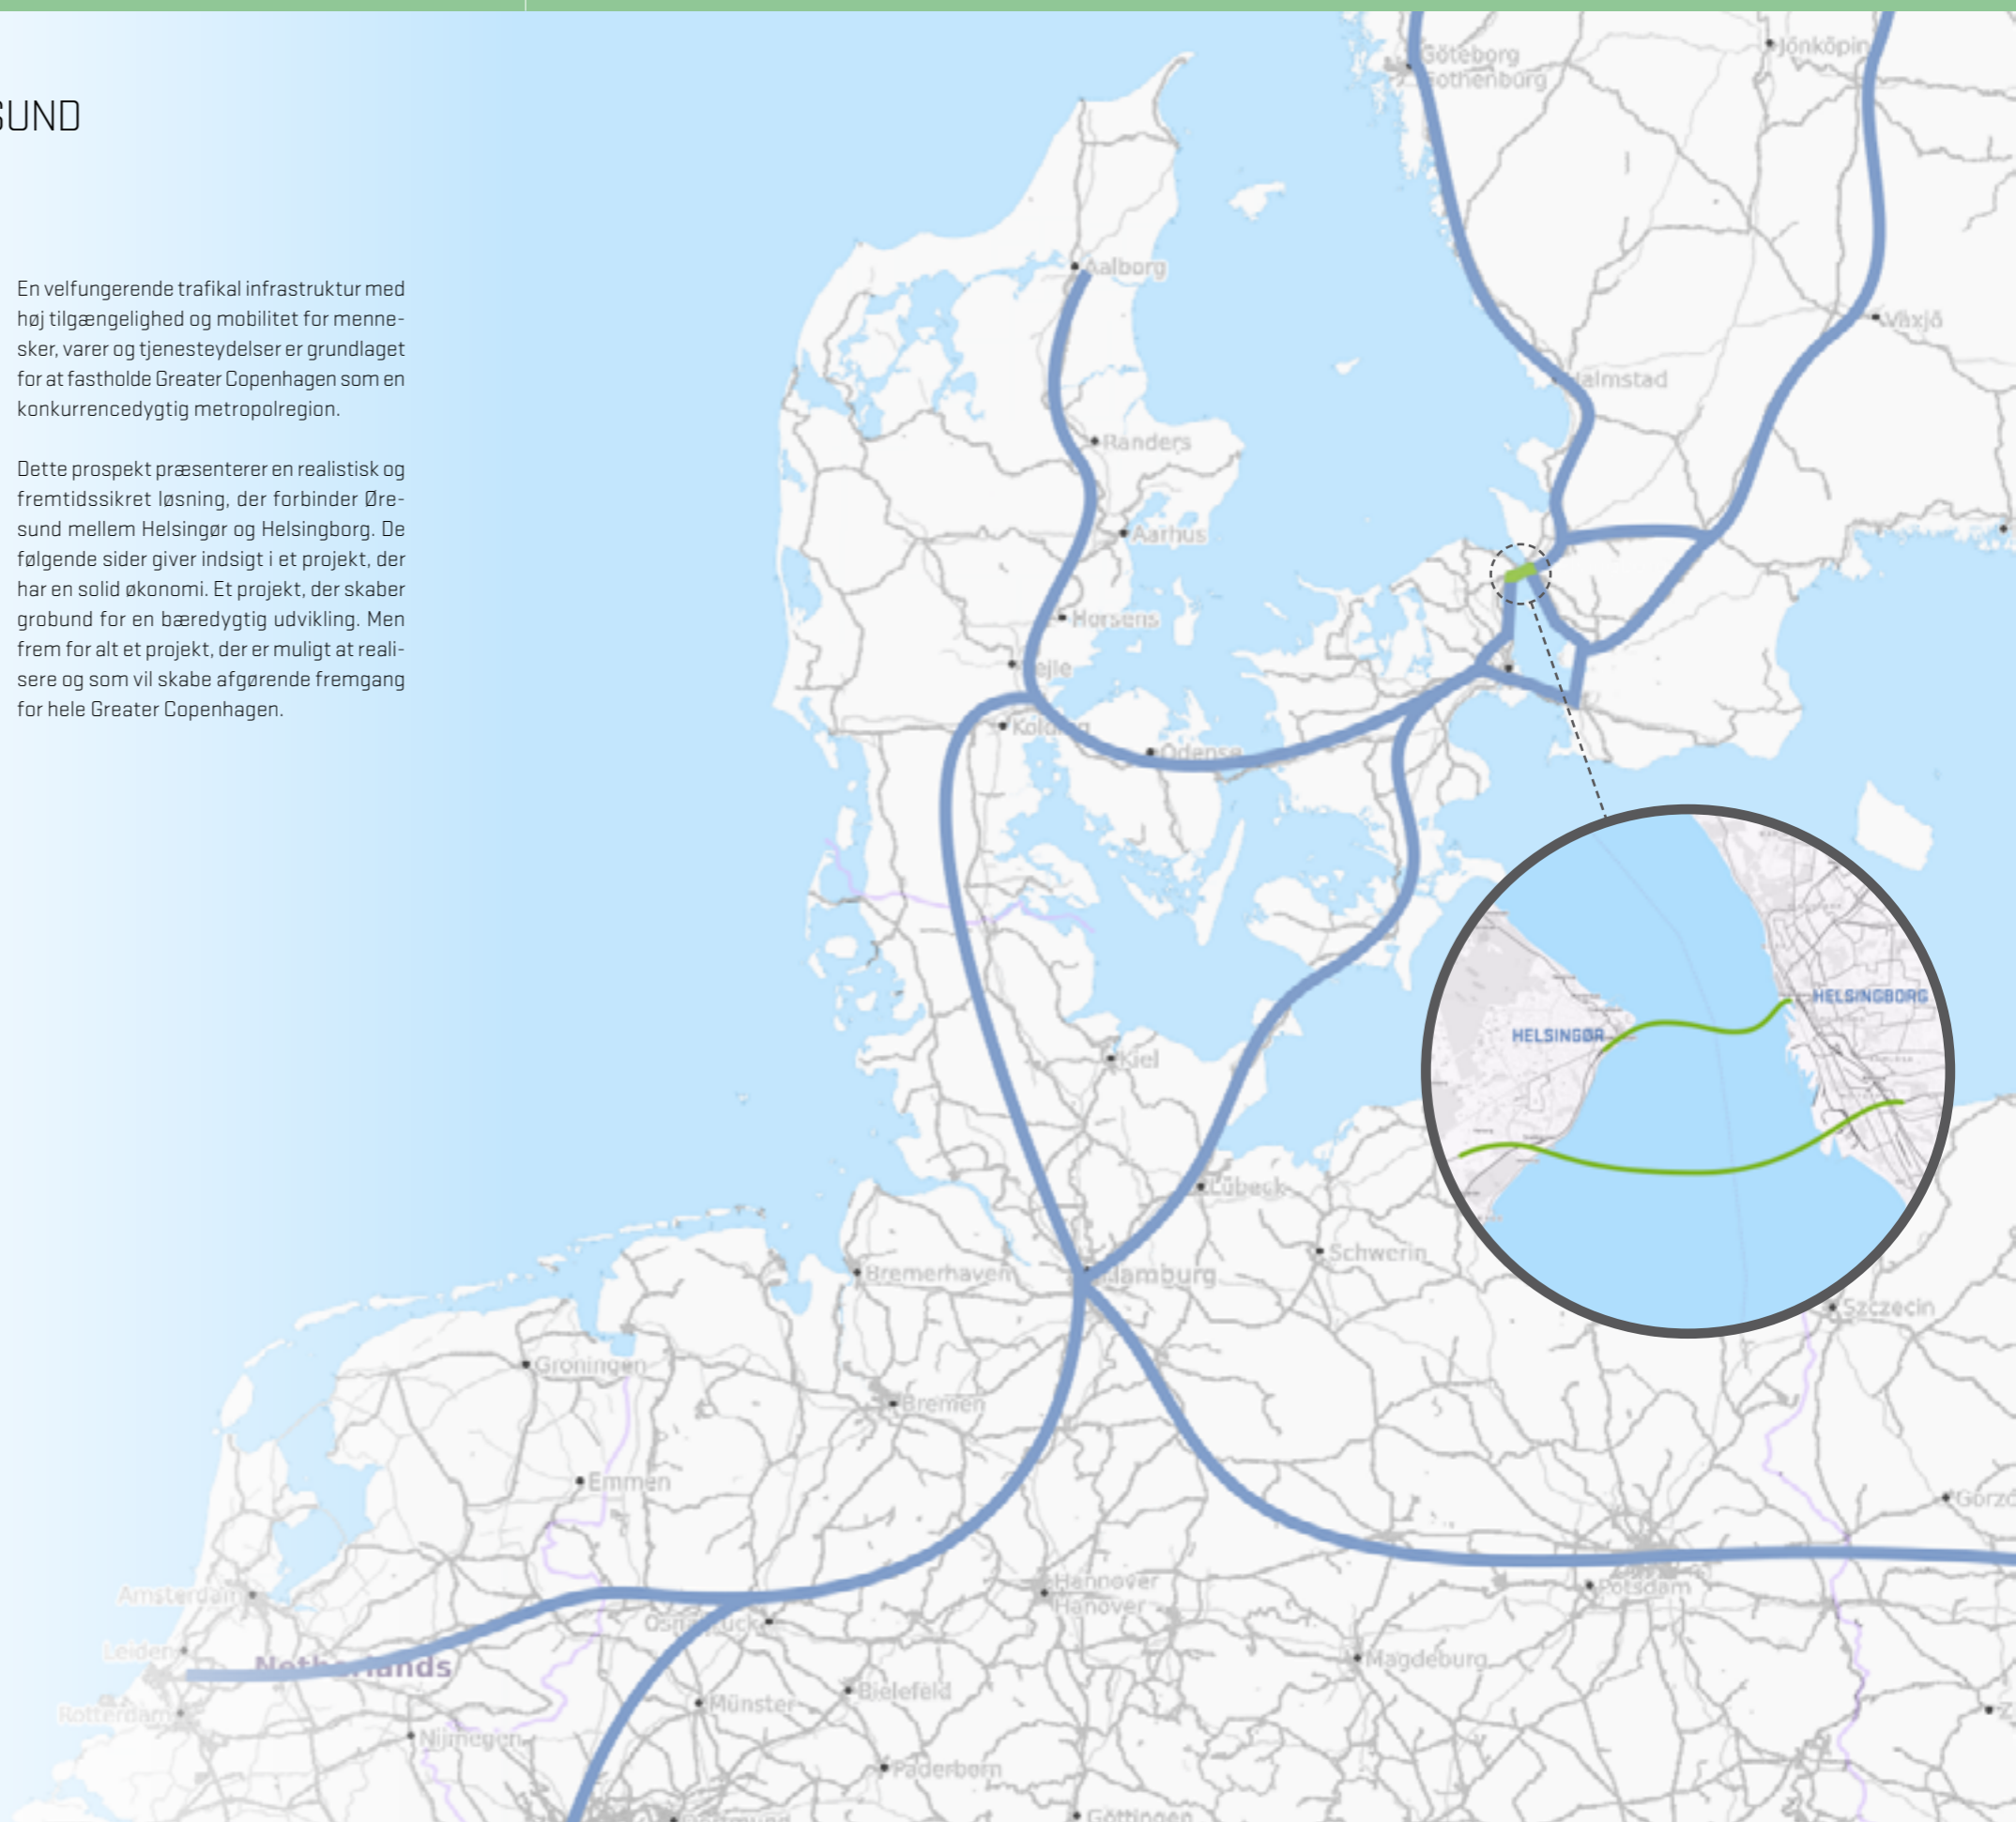 SUND
En velfungerende trafikal infrastruktur med
høj tilgængelighed og mobilitet for menne-
sker, varer og tjenesteydelser er grundlaget
for at fastholde Greater Copenhagen som en
konkurrencedygtig metropolregion.
Dette prospekt præsenterer en realistisk og
fremtidssikret løsning, der forbinder Øre-
sund mellem Helsingør og Helsingborg. De
følgende sider giver indsigt i et projekt, der
har en solid økonomi. Et projekt, der skaber
grobund for en bæredygtig udvikling. Men
frem for alt et projekt, der er muligt at reali-
sere og som vil skabe afgørende fremgang
for hele Greater Copenhagen.
Göteborg
Gothenburg
Jönköpin
Aalborg
Växjö
Halmstad
Randers
Aarhus
Horsens
Vejle
Kolding
Odense
HELSINGBORG
HELSINGØR
Kiel
Lübeck
Schwerin
Bremerhaven
Hamburg
Szczecin
Groningen
Bremen
Emmen
Gorzó
Hannover
Hanover
Potsdam
Amsterdam
Osnabrück
Leiden
Netherlands
Magdeburg
Bielefeld
Münster
Rotterdam
Nijmegen
Paderborn
Göttingen
Dortmund